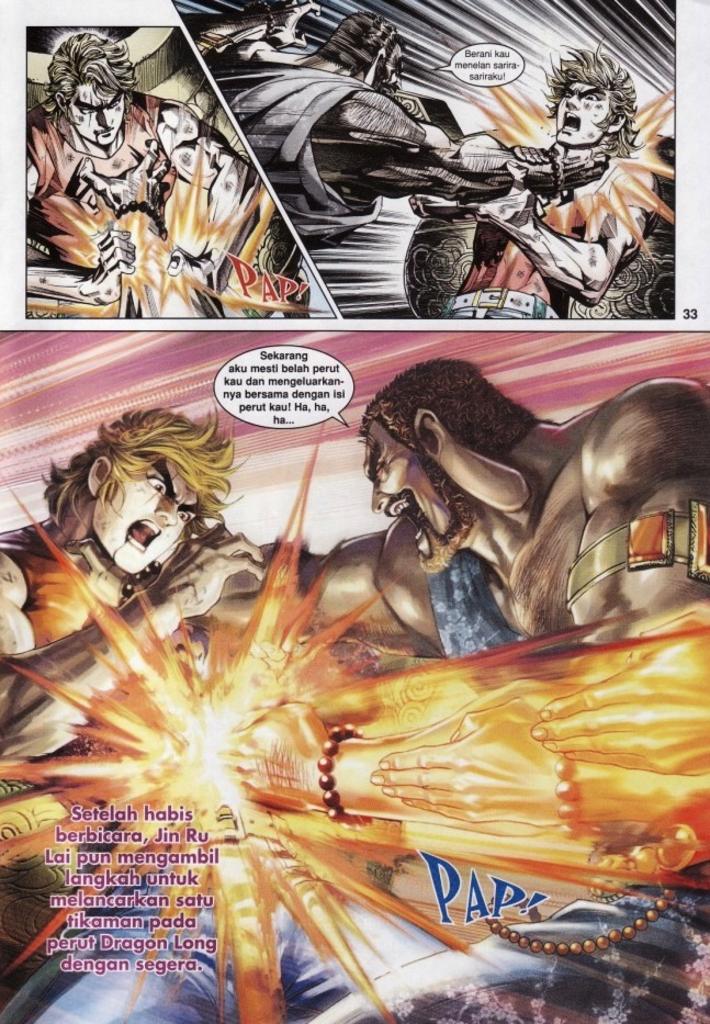 PAP!
Berani kau
menelan sarira-
sariraku!
33
Sekarang
aku mesti belah perut
kau dan mengeluarkan-
nya bersama dengan isi
perut kau! Ha, ha,
ha...
Setelah habis
berbicara, Jin Ru
Lai pun mengambil
langkah untuk
melancarkan satu
tikaman pada
perut Dragon Long
dengan segera.
PAP!